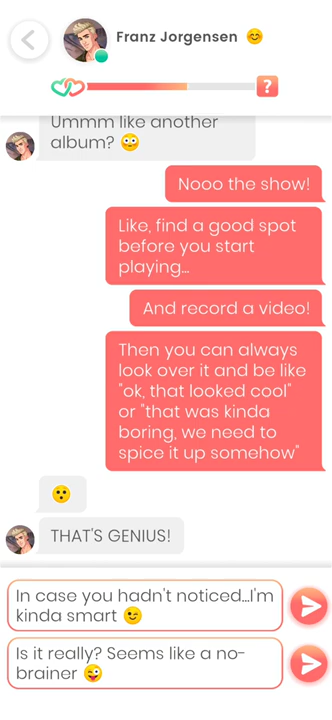 Franz Jorgensen 😊
?
Ummm like another
album? 🙄
Nooo the show!
Like, find a good spot
before you start
playing...
And record a video!
Then you can always
look over it and be like
"ok, that looked cool"
or "that was kinda
boring, we need to
spice it up somehow"
😯
THAT'S GENIUS!
In case you hadn't noticed...I'm
kinda smart 😉
Is it really? Seems like a no-
brainer 😜